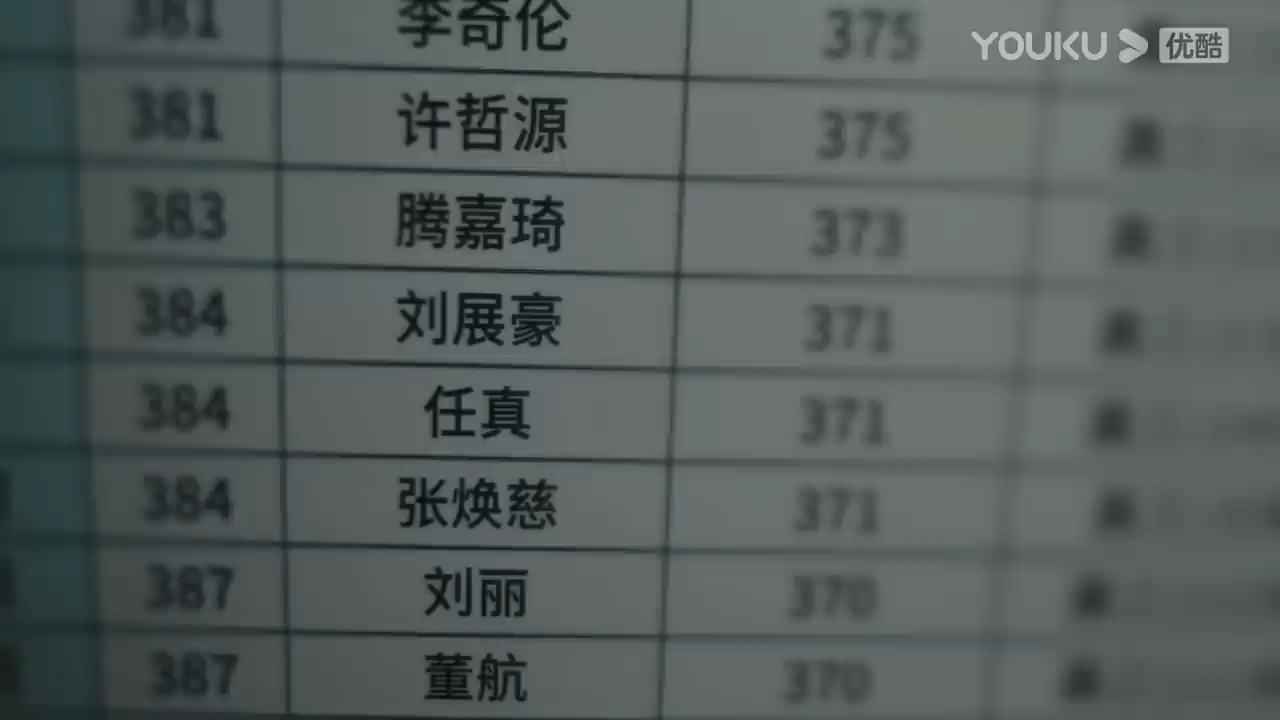 YOUKU 优酷
381 李奇伦 375
381 许哲源 375
383 腾嘉琦 373
384 刘展豪 371
384 任真 371
384 张焕慈 371
387 刘丽 370
387 董航 370